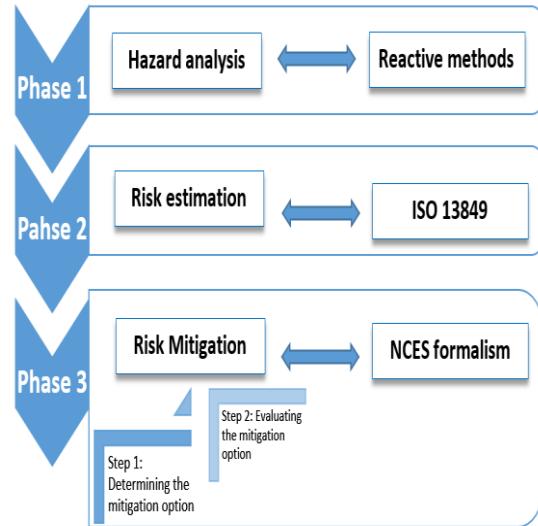 Phase 1
Hazard analysis
Reactive methods
Pahse 2
Risk estimation
ISO 13849
Phase 3
Risk Mitigation
NCES formalism
Step 2: Evaluating
the mitigation
option
Step 1:
Determining the
mitigation option